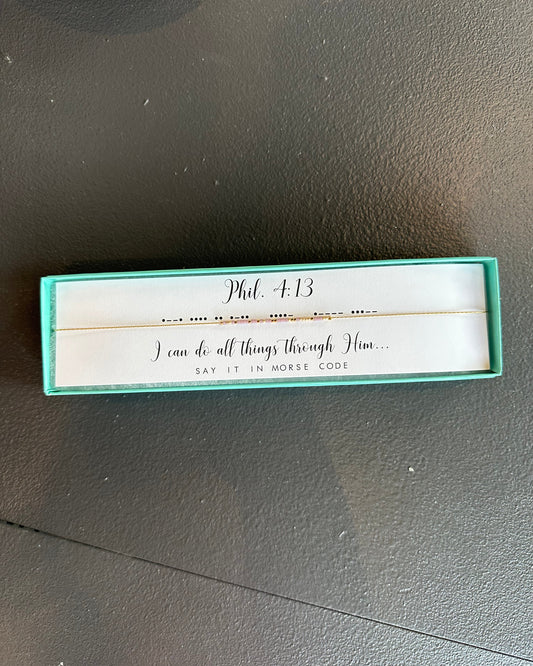 Phil. 4:13
•--• •••• •• •-•• ••••- •---- •••--
I can do all things through Him...
SAY IT IN MORSE CODE